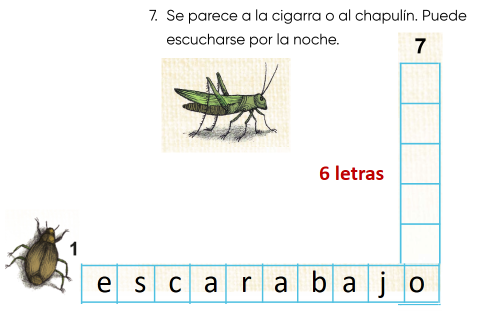 7. Se parece a la cigarra o al chapulín. Puede
escucharse por la noche.
7
6 letras
1
e s c a r a b a j o